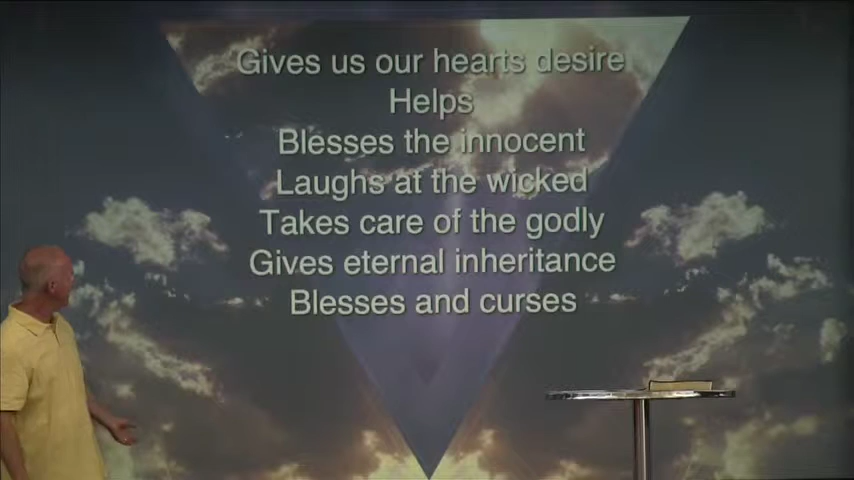 Gives us our hearts desire
Helps
Blesses the innocent
Laughs at the wicked
Takes care of the godly
Gives eternal inheritance
Blesses and curses